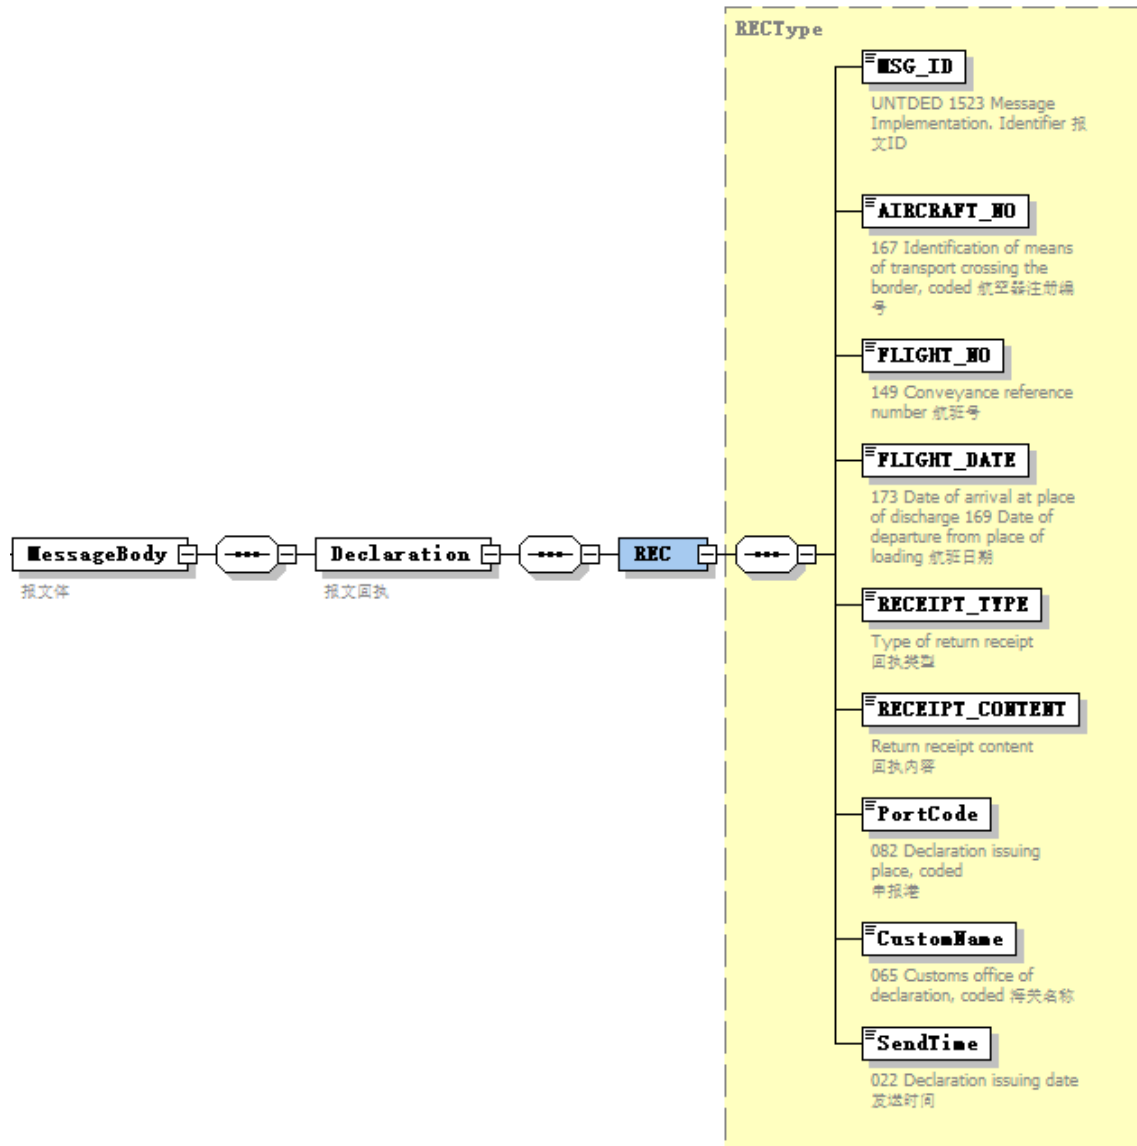 RECType
MSG_ID
UNTDED 1523 Message
Implementation. Identifier 报
文ID
AIRCRAFT_NO
167 Identification of means
of transport crossing the
border, coded 航空器注册编
号
FLIGHT_NO
149 Conveyance reference
number 航班号
FLIGHT_DATE
173 Date of arrival at place
of discharge 169 Date of
departure from place of
loading 航班日期
MessageBody
报文体
Declaration
报文回执
REC
RECEIPT_TYPE
Type of return receipt
回执类型
RECEIPT_CONTENT
Return receipt content
回执内容
PortCode
082 Declaration issuing
place, coded
申报港
CustomName
065 Customs office of
declaration, coded 海关名称
SendTime
022 Declaration issuing date
发送时间